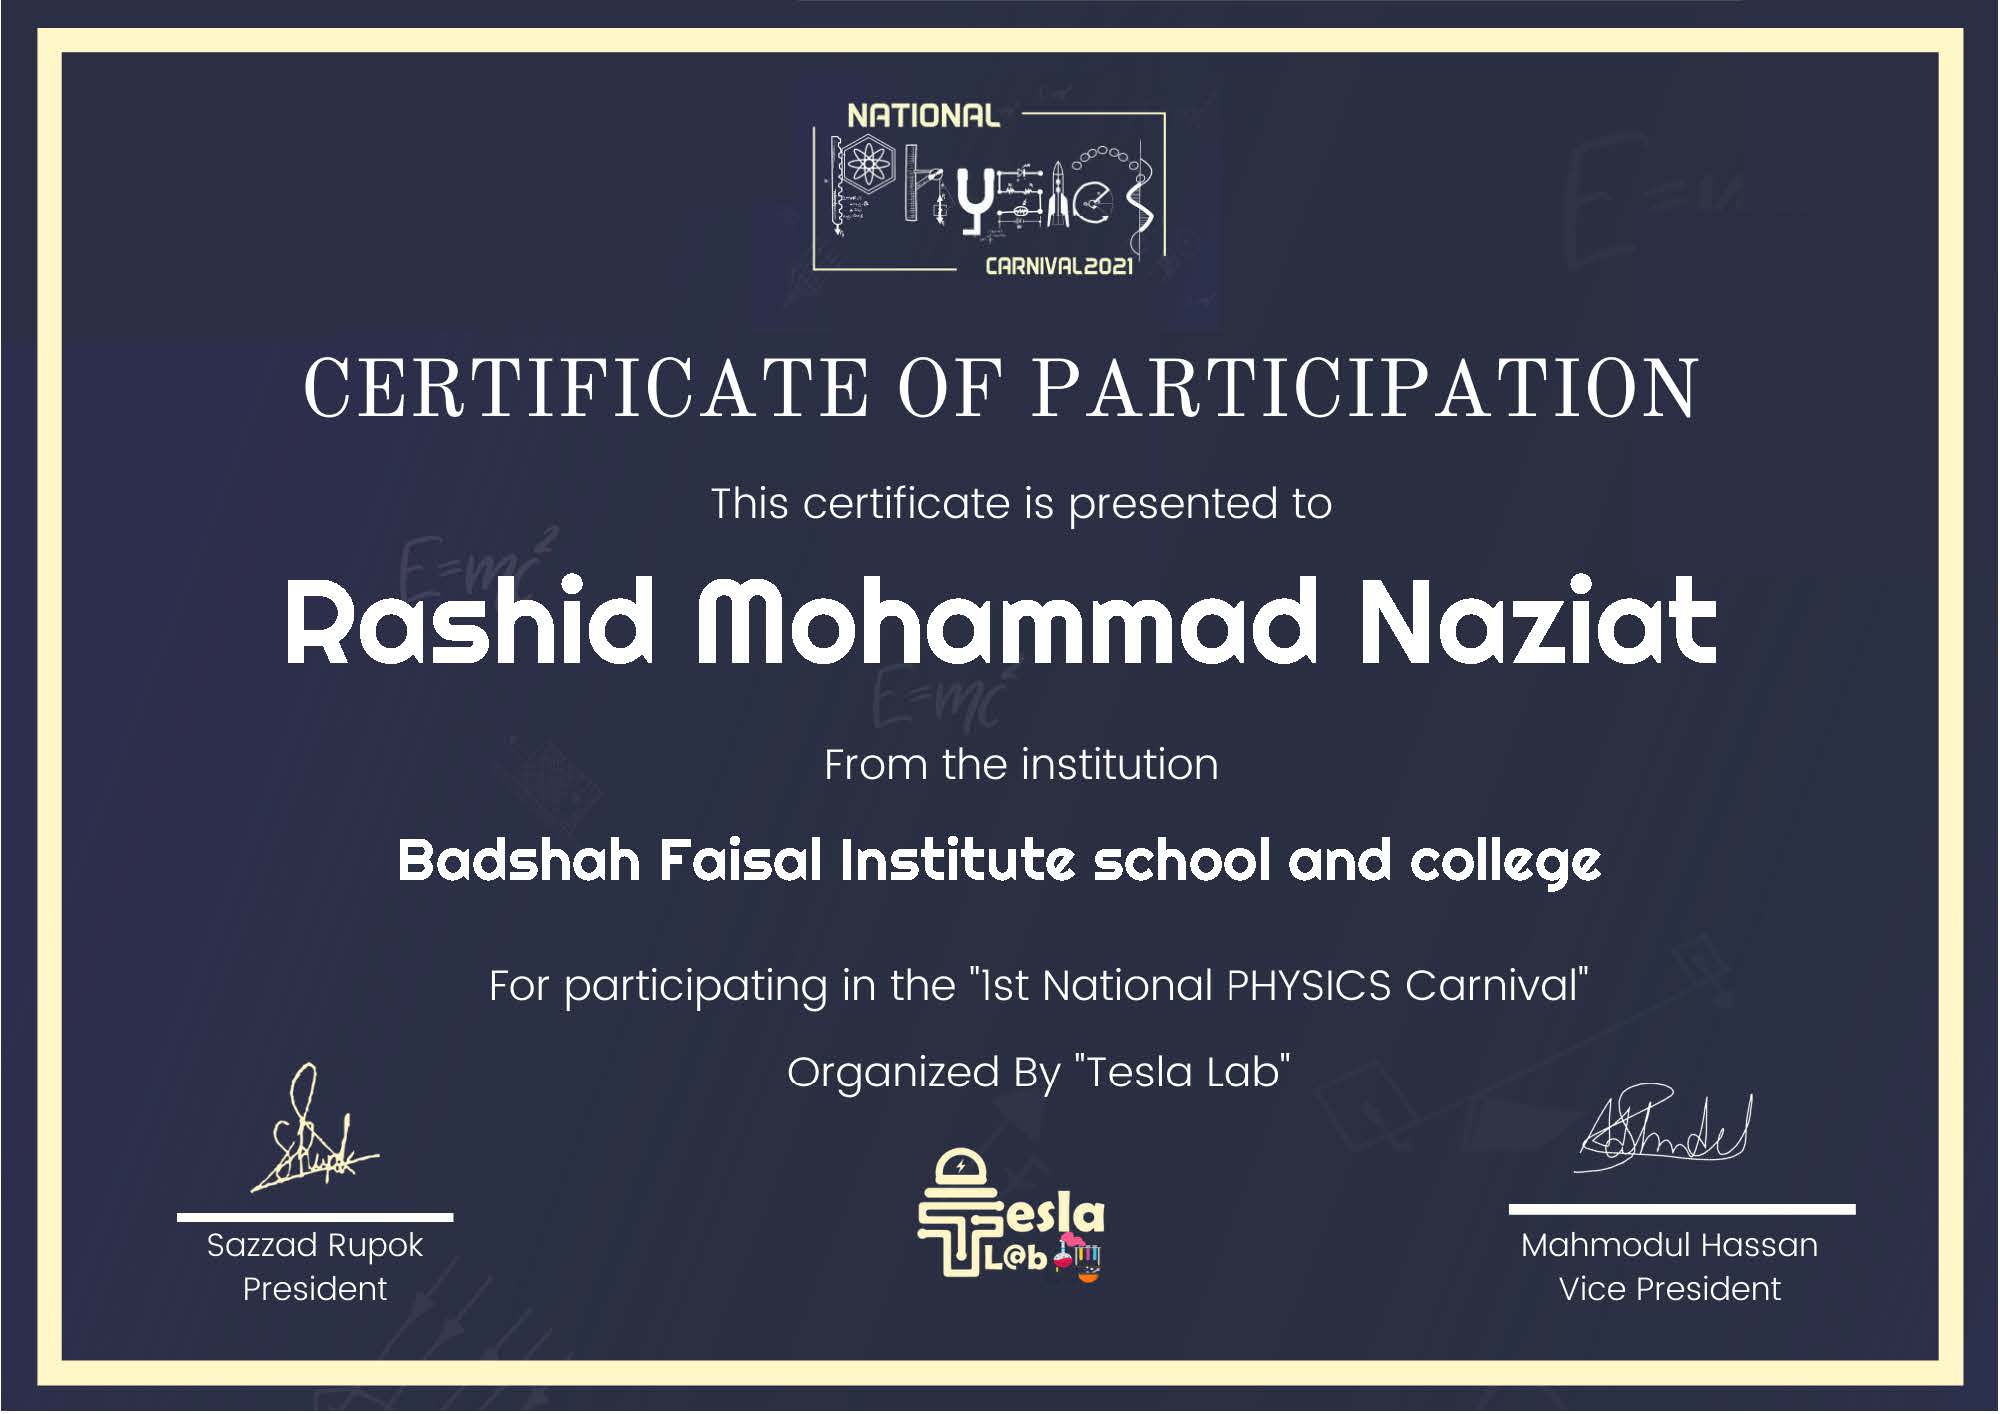 NATIONAL
Physics
CARNIVAL2021
CERTIFICATE OF PARTICIPATION
This certificate is presented to
E=mc²
Rashid Mohammad Naziat
E=mc²
From the institution
Badshah Faisal Institute school and college
For participating in the "1st National PHYSICS Carnival"
Organized By "Tesla Lab"
Tesla
L@b
Sazzad Rupok
President
Mahmodul Hassan
Vice President